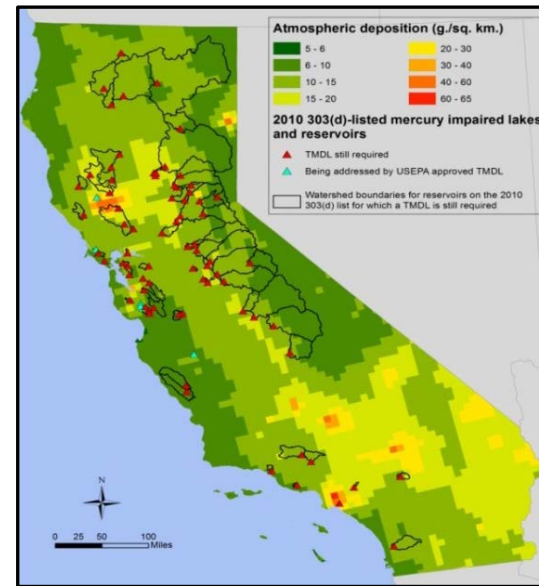 Atmospheric deposition (g./sq. km.)
5 - 6
6 - 10
10 - 15
15 - 20
20 - 30
30 - 40
40 - 60
60 - 65
2010 303(d)-listed mercury impaired lakes
and reservoirs
TMDL still required
Being addressed by USEPA approved TMDL
Watershed boundaries for reservoirs on the 2010
303(d) list for which a TMDL is still required
N
0 25 50 100
Miles